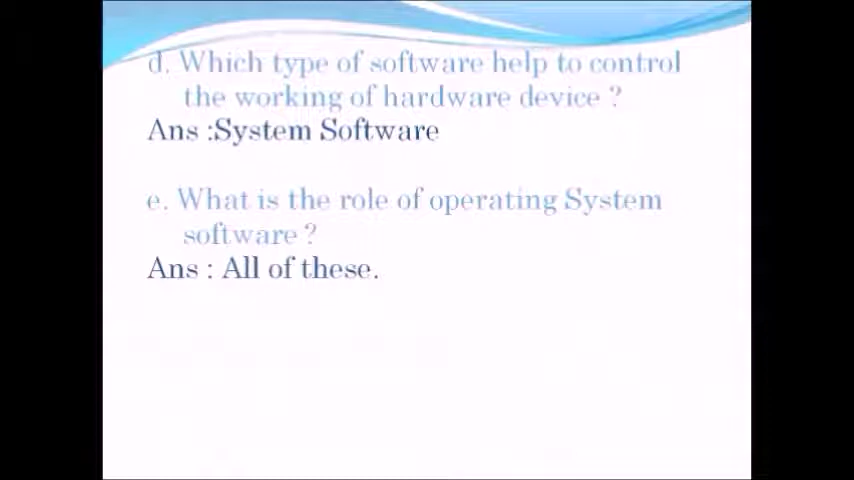 d. Which type of software help to control
the working of hardware device ?
Ans :System Software
e. What is the role of operating System
software ?
Ans : All of these.